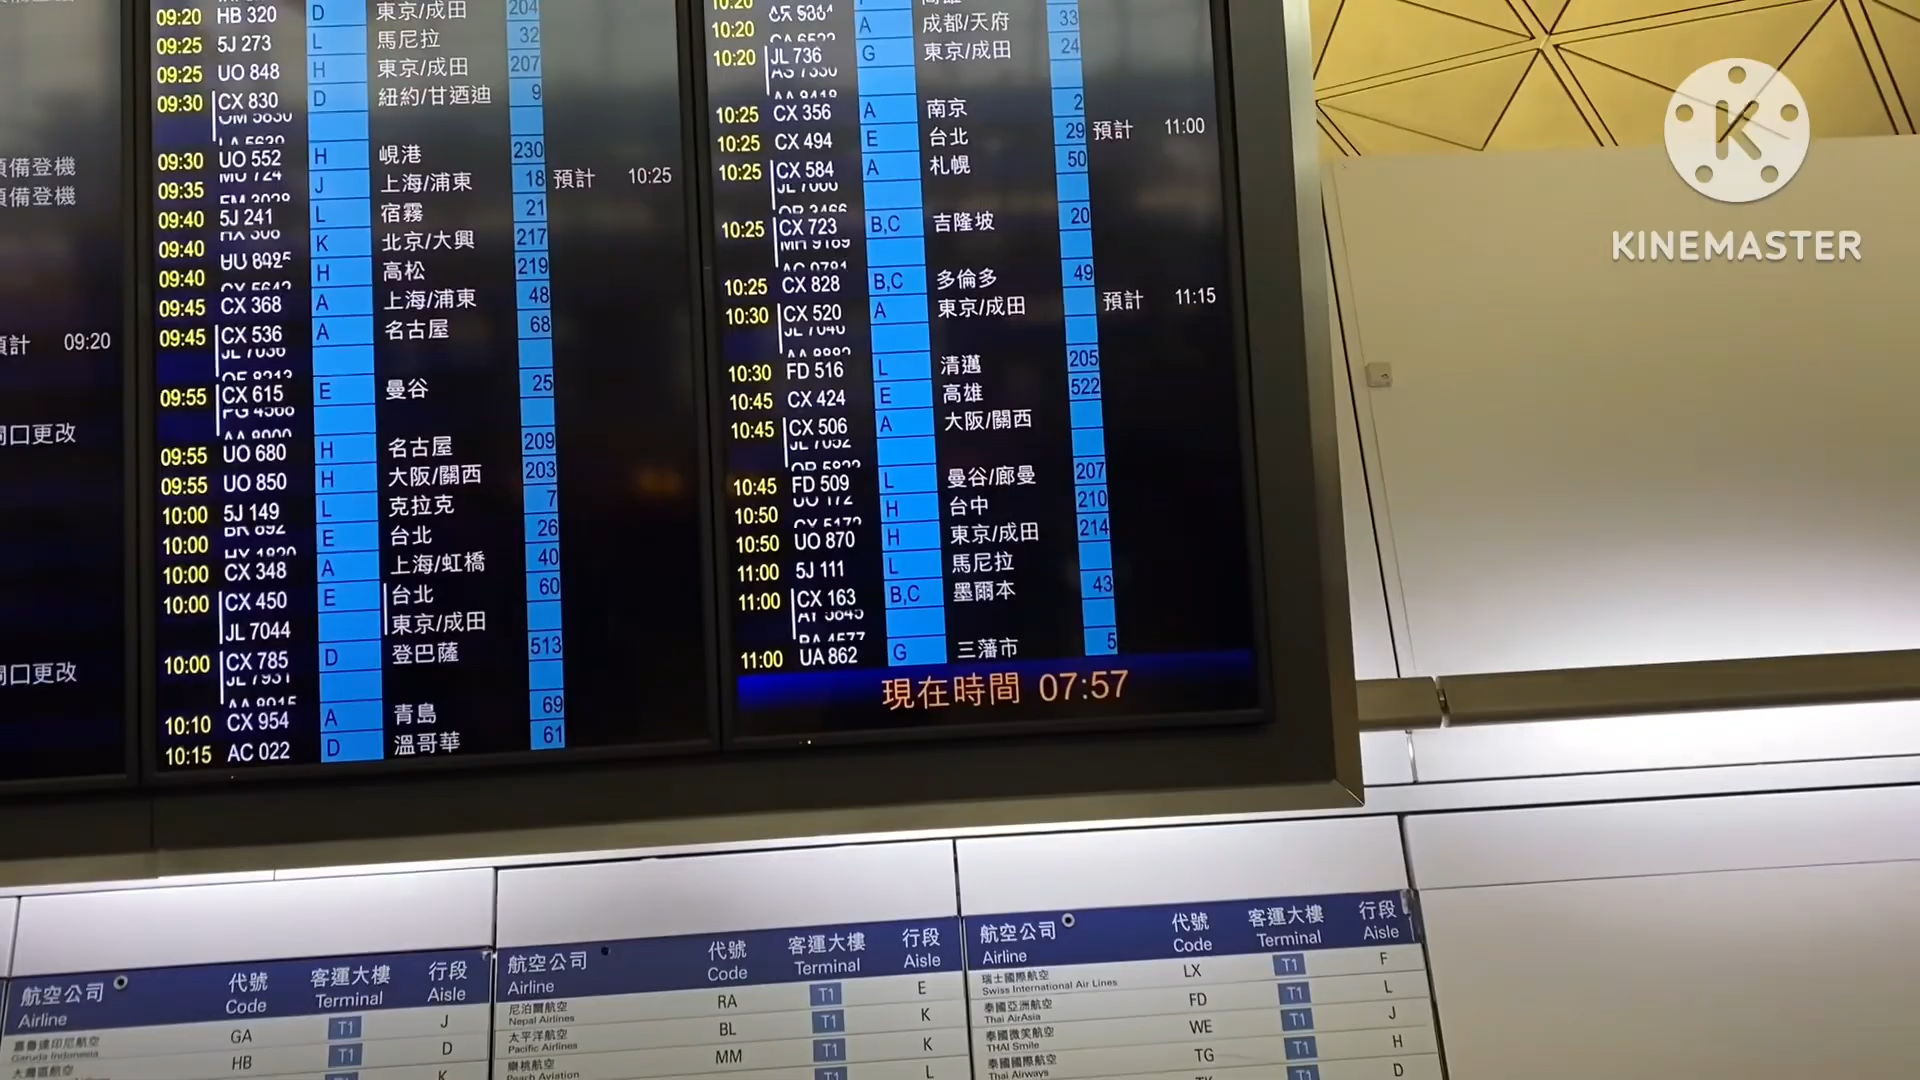 預備登機
預備登機
09:20
口更改
口更改
09:20 HB 320 D 東京/成田 204
09:25 5J 273 L 馬尼拉 32
09:25 UO 848 H 東京/成田 207
09:30 CX 830 D 紐約/甘迺迪 9
09:30 UO 552 H 峴港 230
09:35 MU 724 J 上海/浦東 18 預計 10:25
09:40 5J 241 L 宿霧 21
09:40 K 北京/大興 217
09:40 H 高松 219
09:45 CX 368 A 上海/浦東 48
09:45 CX 536 A 名古屋 68
09:55 CX 615 E 曼谷 25
09:55 UO 680 H 名古屋 209
09:55 UO 850 H 大阪/關西 203
10:00 5J 149 L 克拉克 7
10:00 E 台北 26
10:00 CX 348 A 上海/虹橋 40
10:00 CX 450 E 台北 60
JL 7044 東京/成田
10:00 CX 785 D 登巴薩 513
10:10 CX 954 A 青島 69
10:15 AC 022 D 溫哥華 61
10:20 A 成都/天府 33
10:20 JL 736 G 東京/成田 24
10:25 CX 356 A 南京 2
10:25 CX 494 E 台北 29 預計 11:00
10:25 CX 584 A 札幌 50
10:25 CX 723 B,C 吉隆坡 20
10:25 CX 828 B,C 多倫多 49
10:30 CX 520 A 東京/成田 預計 11:15
10:30 FD 516 L 清邁 205
10:45 CX 424 E 高雄 522
10:45 CX 506 A 大阪/關西
10:45 FD 509 L 曼谷/廊曼 207
10:50 H 台中 210
10:50 UO 870 H 東京/成田 214
11:00 5J 111 L 馬尼拉
11:00 CX 163 B,C 墨爾本 43
11:00 UA 862 G 三藩市 5
現在時間 07:57
KINEMASTER
航空公司 代號 客運大樓 行段
Airline Code Terminal Aisle
嘉魯達印尼航空 GA T1 J
Garuda Indonesia
大灣區航空 HB T1 D
K
航空公司 代號 客運大樓 行段
Airline Code Terminal Aisle
尼泊爾航空 RA T1 E
Nepal Airlines
太平洋航空 BL T1 K
Pacific Airlines
樂桃航空 MM T1 K
Peach Aviation
T1 L
航空公司 代號 客運大樓 行段
Airline Code Terminal Aisle
瑞士國際航空 LX T1 F
Swiss International Air Lines
泰國亞洲航空 FD T1 L
Thai AirAsia
泰國微笑航空 WE T1 J
THAI Smile
泰國國際航空 TG T1 H
Thai Airways
T1 D